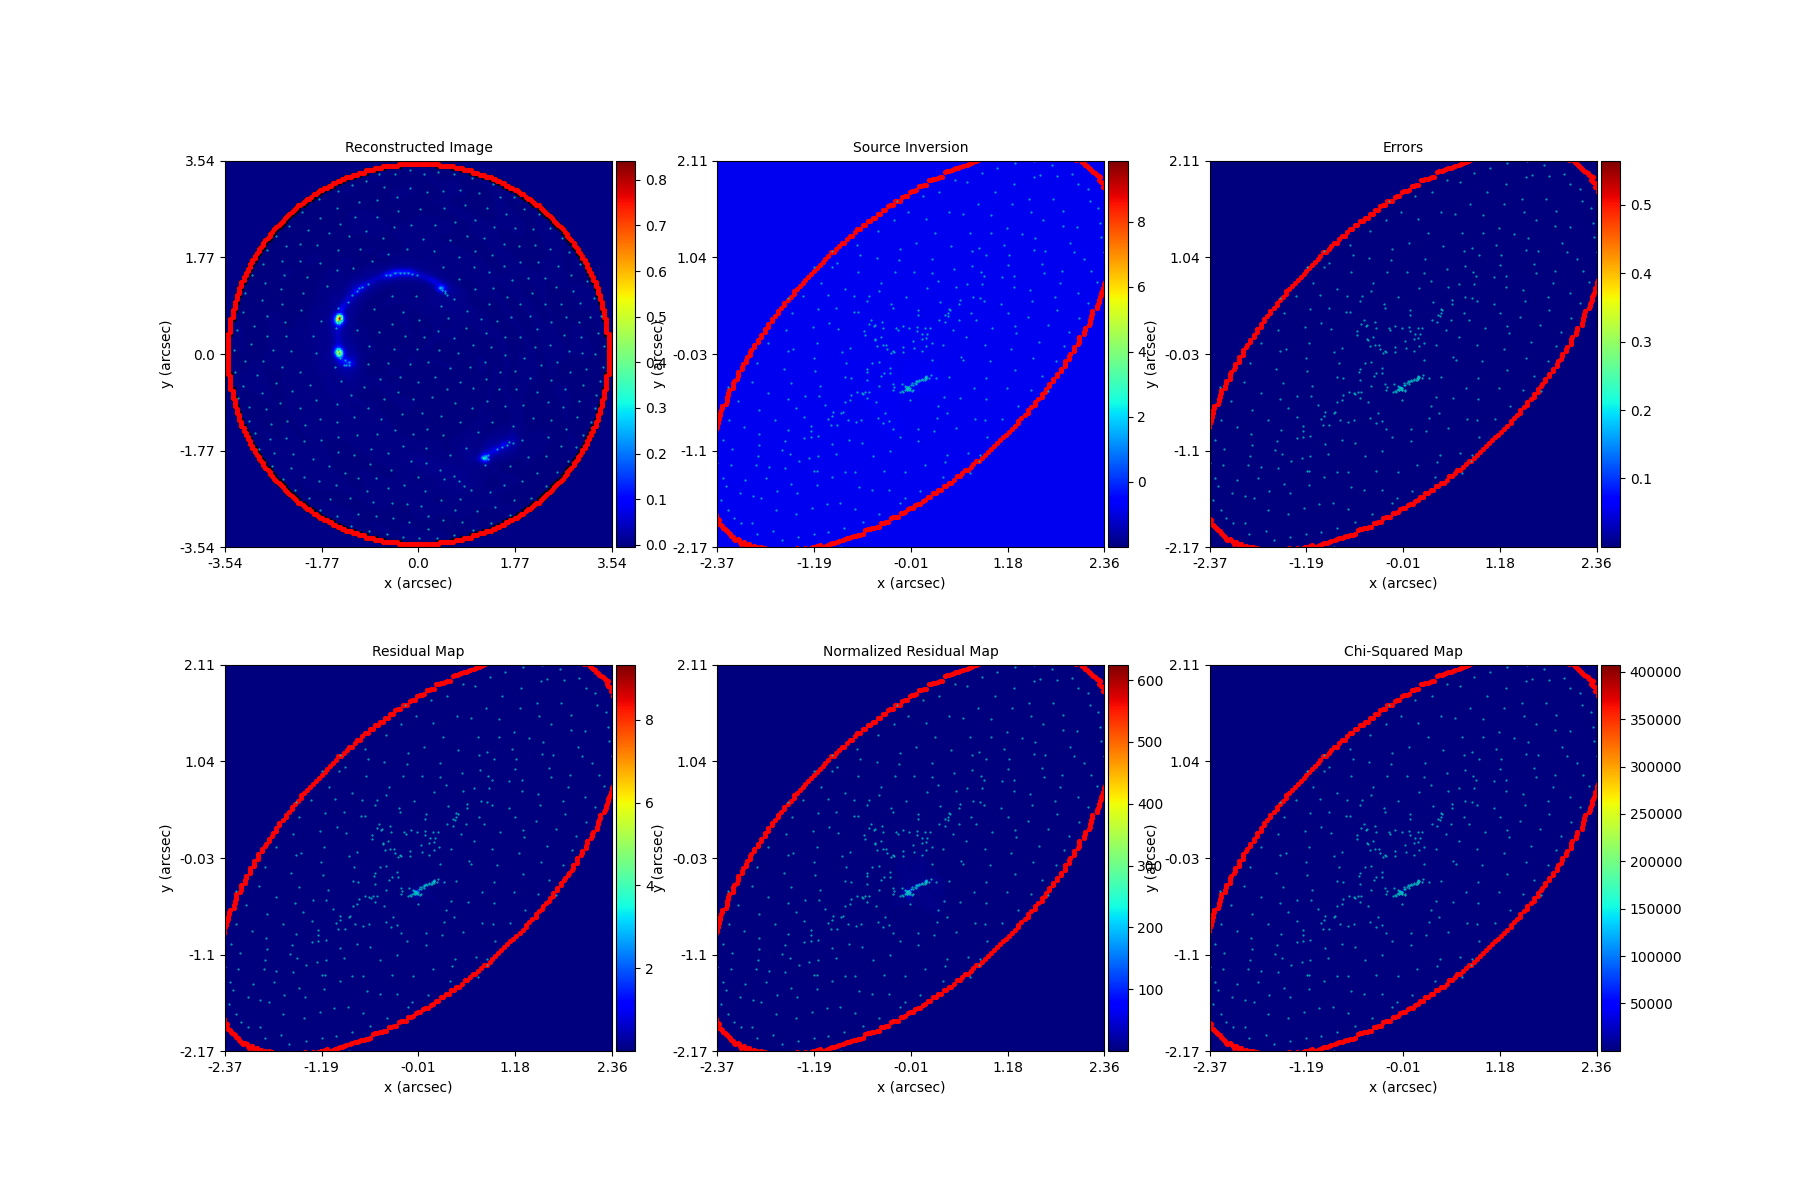 Reconstructed Image
3.54
1.77
0.0
-1.77
-3.54
y (arcsec)
-3.54 -1.77 0.0 1.77 3.54
x (arcsec)
0.8
0.7
0.6
0.5
0.4
0.3
0.2
0.1
0.0
Source Inversion
2.11
1.04
-0.03
-1.1
-2.17
y (arcsec)
-2.37 -1.19 -0.01 1.18 2.36
x (arcsec)
8
6
4
2
0
Errors
2.11
1.04
-0.03
-1.1
-2.17
y (arcsec)
-2.37 -1.19 -0.01 1.18 2.36
x (arcsec)
0.5
0.4
0.3
0.2
0.1
Residual Map
2.11
1.04
-0.03
-1.1
-2.17
y (arcsec)
-2.37 -1.19 -0.01 1.18 2.36
x (arcsec)
8
6
4
2
Normalized Residual Map
2.11
1.04
-0.03
-1.1
-2.17
y (arcsec)
-2.37 -1.19 -0.01 1.18 2.36
x (arcsec)
600
500
400
300
200
100
Chi-Squared Map
2.11
1.04
-0.03
-1.1
-2.17
y (arcsec)
-2.37 -1.19 -0.01 1.18 2.36
x (arcsec)
400000
350000
300000
250000
200000
150000
100000
50000